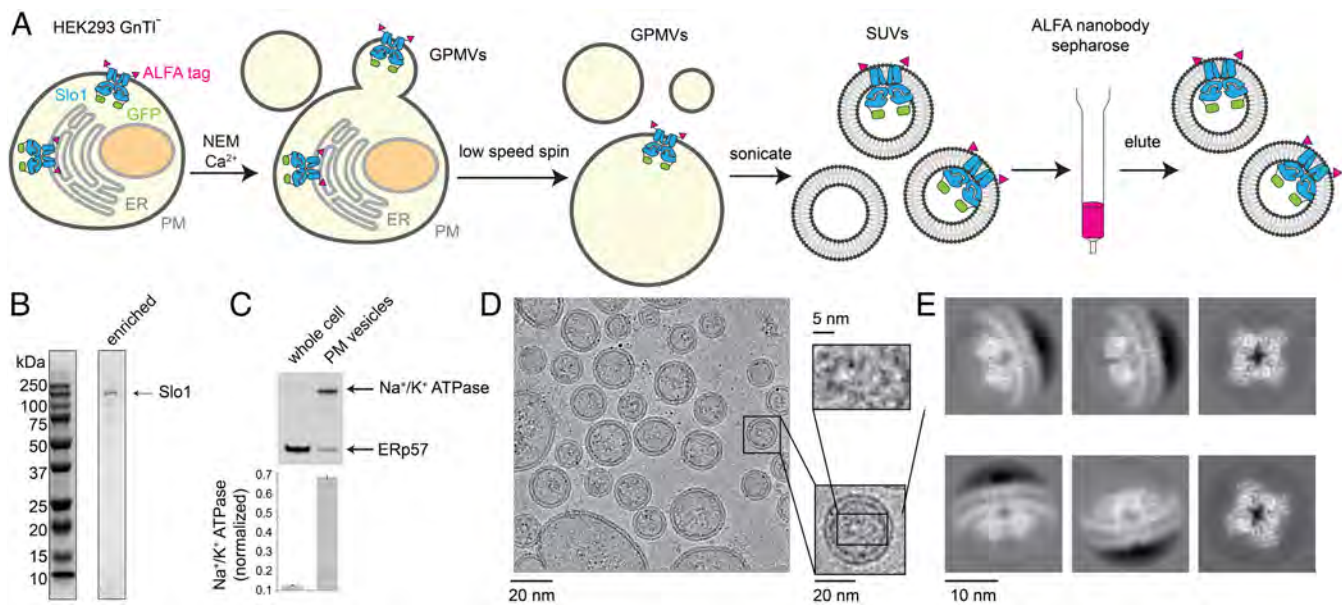 A
HEK293 GnTI⁻
ALFA tag
Slo1
GFP
ER
PM
NEM
Ca²⁺
GPMVs
ER
PM
low speed spin
GPMVs
sonicate
SUVs
ALFA nanobody
sepharose
elute
B
enriched
kDa
250
100
75
50
37
25
20
15
10
Slo1
C
whole cell
PM vesicles
Na⁺/K⁺ ATPase
ERp57
Na⁺/K⁺ ATPase
(normalized)
0.7
0.6
0.5
0.4
0.3
0.2
0.1
D
20 nm
5 nm
20 nm
E
10 nm